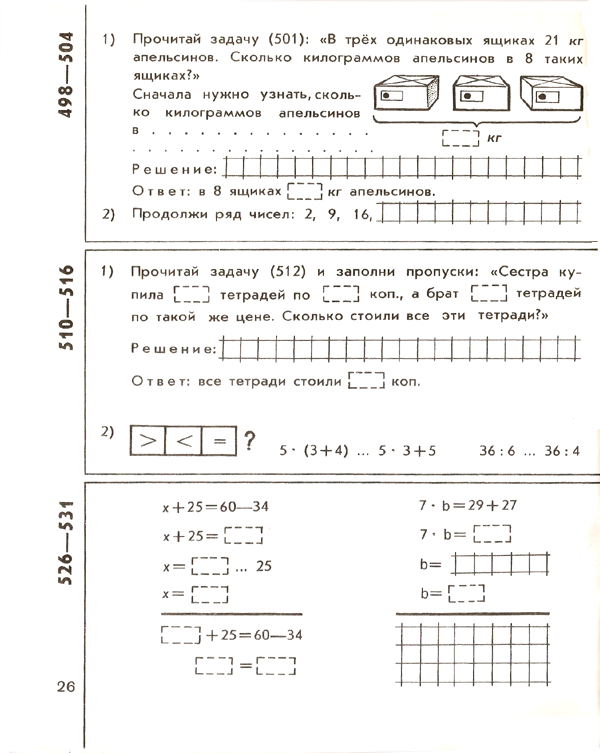 498—504
1) Прочитай задачу (501): «В трёх одинаковых ящиках 21 кг
апельсинов. Сколько килограммов апельсинов в 8 таких
ящиках?»
Сначала нужно узнать, сколь-
ко килограммов апельсинов
в . . . . . . . . . . . . . .
. . . . . . . . . . . . . . . .
кг
Решение:
Ответ: в 8 ящиках кг апельсинов.
2) Продолжи ряд чисел: 2, 9, 16,
510—516
1) Прочитай задачу (512) и заполни пропуски: «Сестра ку-
пила тетрадей по коп., а брат тетрадей
по такой же цене. Сколько стоили все эти тетради?»
Решение:
Ответ: все тетради стоили коп.
2) > < = ? 5 · (3+4) ... 5 · 3+5 36 : 6 ... 36 : 4
526—531
x+25=60—34
x+25=
x= ... 25
x=
+25=60—34
=
7 · b=29+27
7 · b=
b=
b=
26